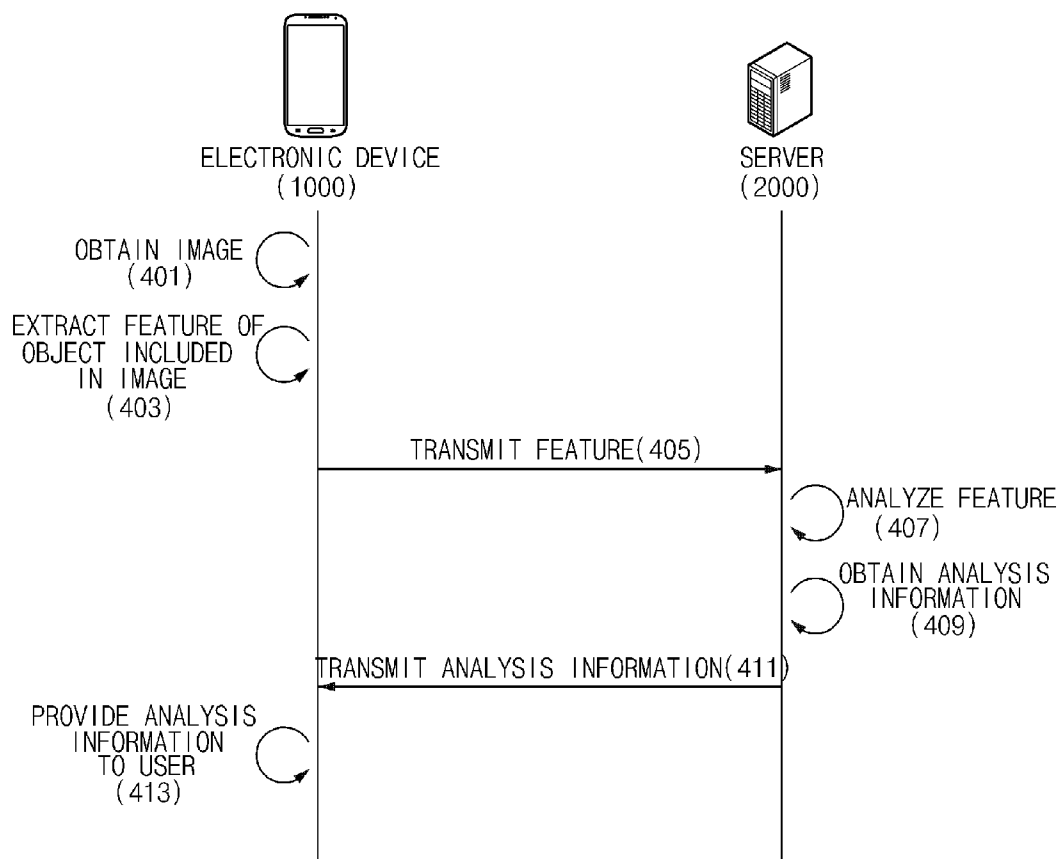 ELECTRONIC DEVICE
(1000)
SERVER
(2000)
OBTAIN IMAGE
(401)
EXTRACT FEATURE OF
OBJECT INCLUDED
IN IMAGE
(403)
TRANSMIT FEATURE(405)
ANALYZE FEATURE
(407)
OBTAIN ANALYSIS
INFORMATION
(409)
TRANSMIT ANALYSIS INFORMATION(411)
PROVIDE ANALYSIS
INFORMATION
TO USER
(413)